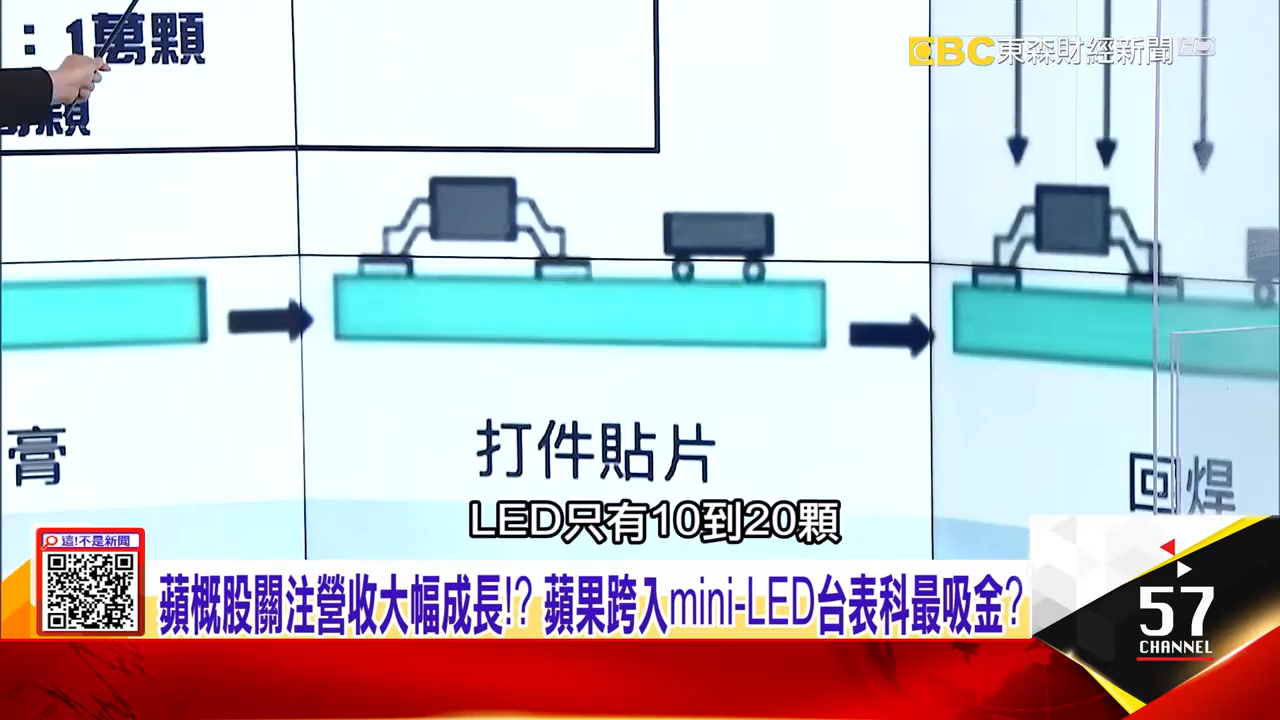 ：1萬顆
EBC東森財經新聞HD
顆
膏
打件貼片
回焊
LED只有10到20顆
這!不是新聞
蘋概股關注營收大幅成長!? 蘋果跨入mini-LED台表科最吸金?
57
CHANNEL